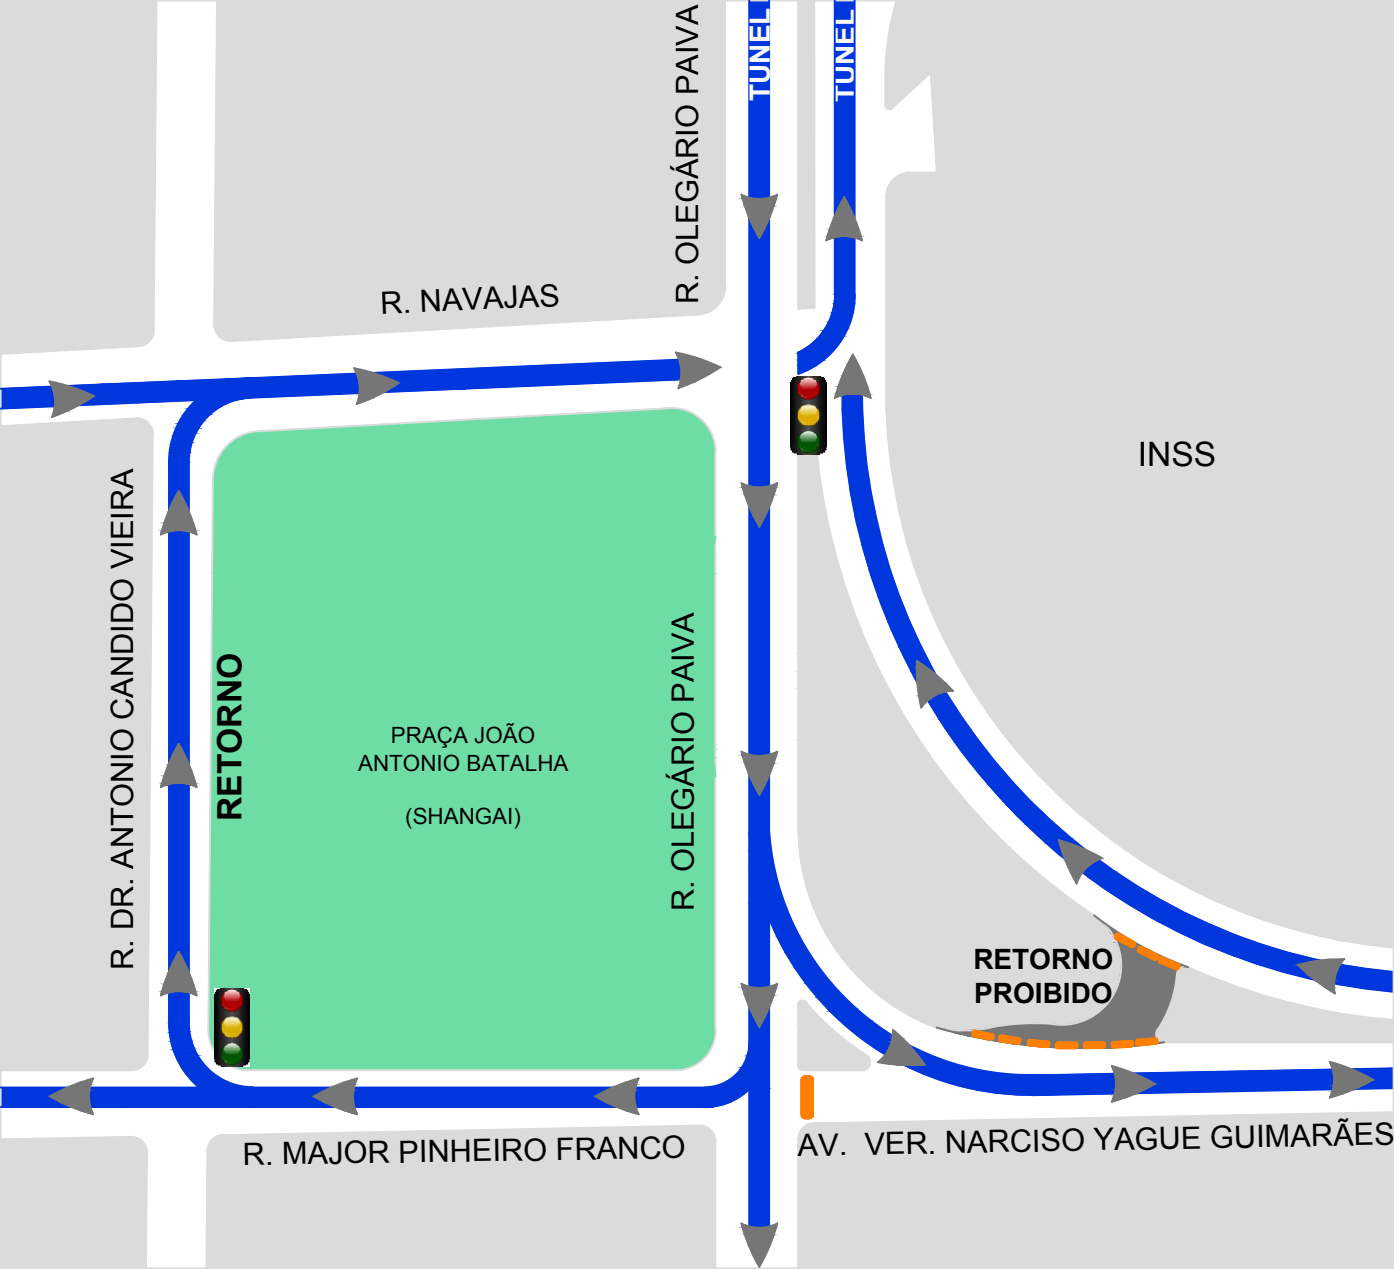 TUNEL
TUNEL
R. OLEGÁRIO PAIVA
R. NAVAJAS
INSS
R. DR. ANTONIO CANDIDO VIEIRA
RETORNO
PRAÇA JOÃO
ANTONIO BATALHA
(SHANGAI)
R. OLEGÁRIO PAIVA
RETORNO
PROIBIDO
R. MAJOR PINHEIRO FRANCO
AV. VER. NARCISO YAGUE GUIMARÃES